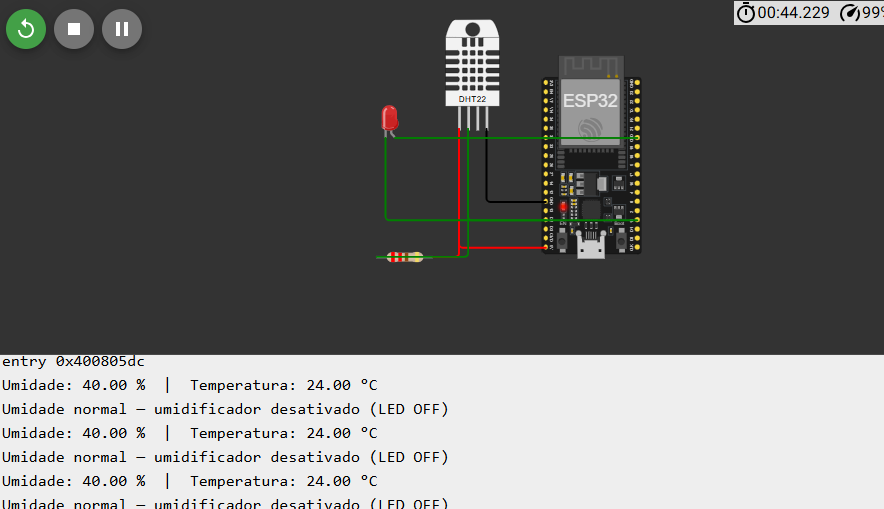 00:44.229 99%
DHT22
ESP32
entry 0x400805dc
Umidade: 40.00 % | Temperatura: 24.00 °C
Umidade normal — umidificador desativado (LED OFF)
Umidade: 40.00 % | Temperatura: 24.00 °C
Umidade normal — umidificador desativado (LED OFF)
Umidade: 40.00 % | Temperatura: 24.00 °C
Umidade normal — umidificador desativado (LED OFF)